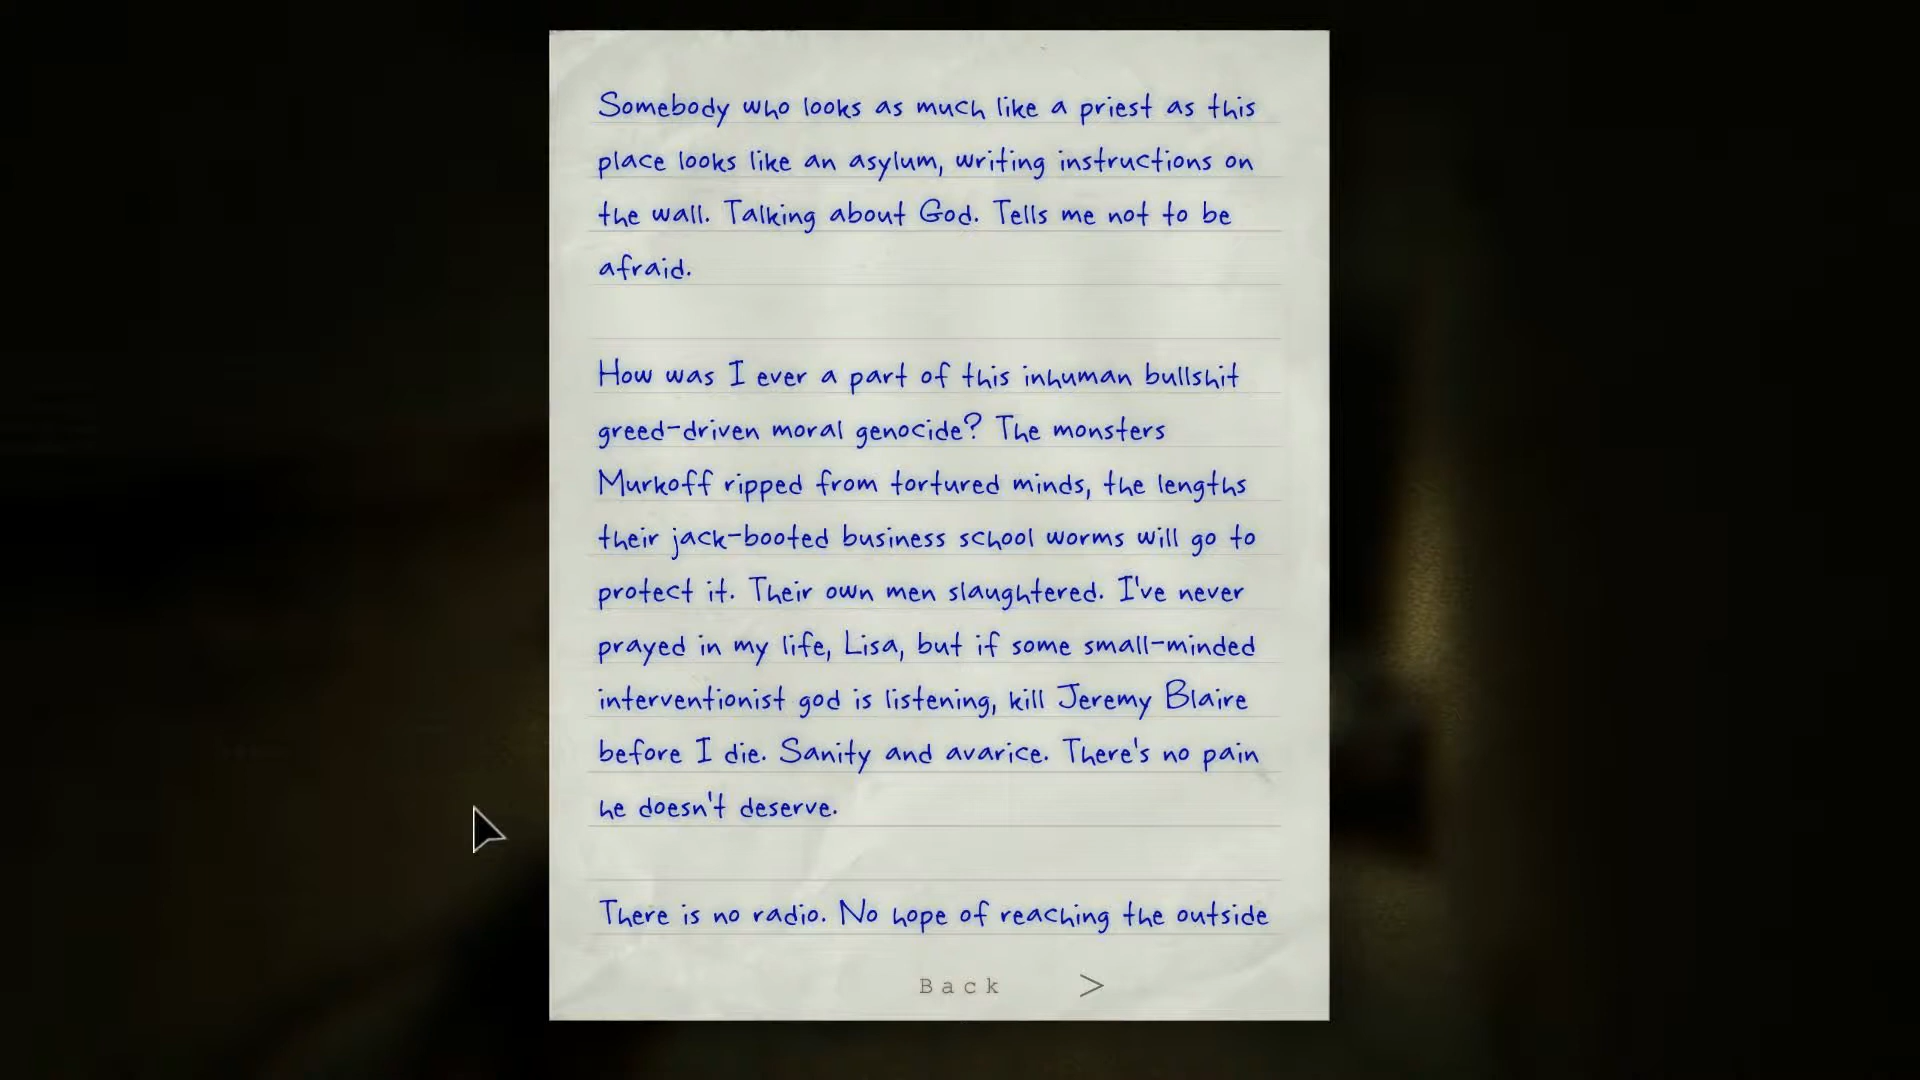 Somebody who looks as much like a priest as this
place looks like an asylum, writing instructions on
the wall. Talking about God. Tells me not to be
afraid.
How was I ever a part of this inhuman bullshit
greed-driven moral genocide? The monsters
Murkoff ripped from tortured minds, the lengths
their jack-booted business school worms will go to
protect it. Their own men slaughtered. I've never
prayed in my life, Lisa, but if some small-minded
interventionist god is listening, kill Jeremy Blaire
before I die. Sanity and avarice. There's no pain
he doesn't deserve.
There is no radio. No hope of reaching the outside
Back >